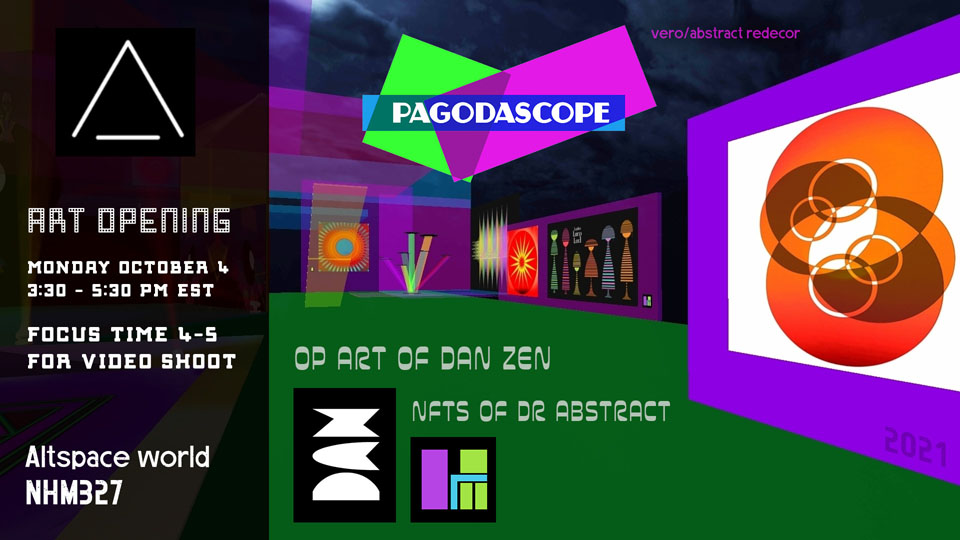 vero/abstract redecor
PAGODASCOPE
ART OPENING
MONDAY OCTOBER 4
3:30 - 5:30 PM EST
FOCUS TIME 4-5
FOR VIDEO SHOOT
Altspace world
NHM327
OP ART OF DAN ZEN
NFTS OF DR ABSTRACT
2021